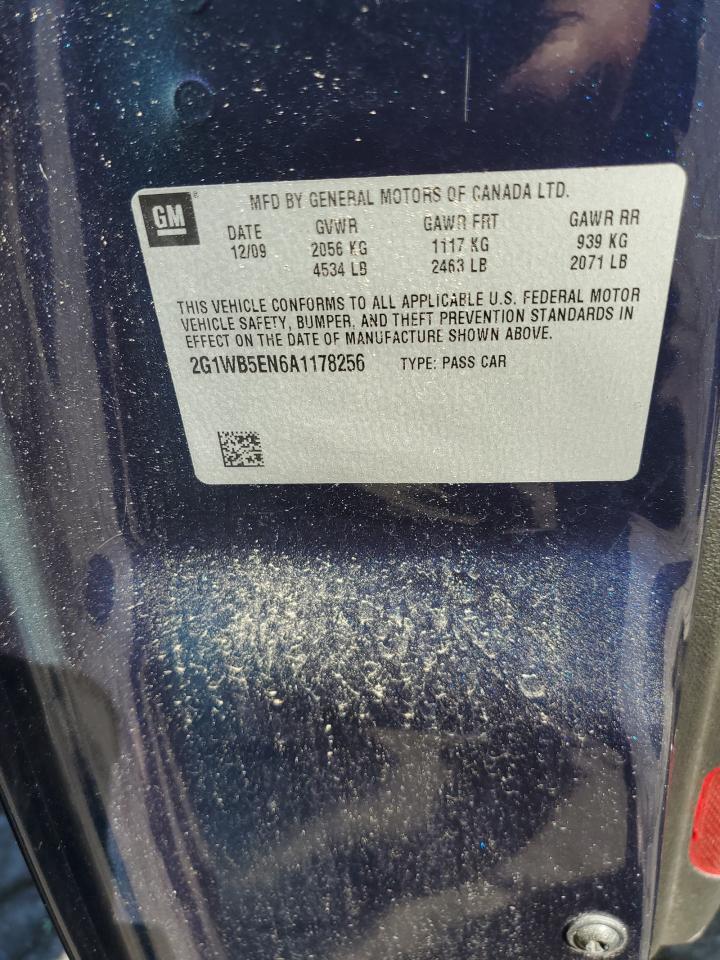 GM ®
MFD BY GENERAL MOTORS OF CANADA LTD.
DATE GVWR GAWR FRT GAWR RR
12/09 2056 KG 1117 KG 939 KG
4534 LB 2463 LB 2071 LB
THIS VEHICLE CONFORMS TO ALL APPLICABLE U.S. FEDERAL MOTOR
VEHICLE SAFETY, BUMPER, AND THEFT PREVENTION STANDARDS IN
EFFECT ON THE DATE OF MANUFACTURE SHOWN ABOVE.
2G1WB5EN6A1178256 TYPE: PASS CAR